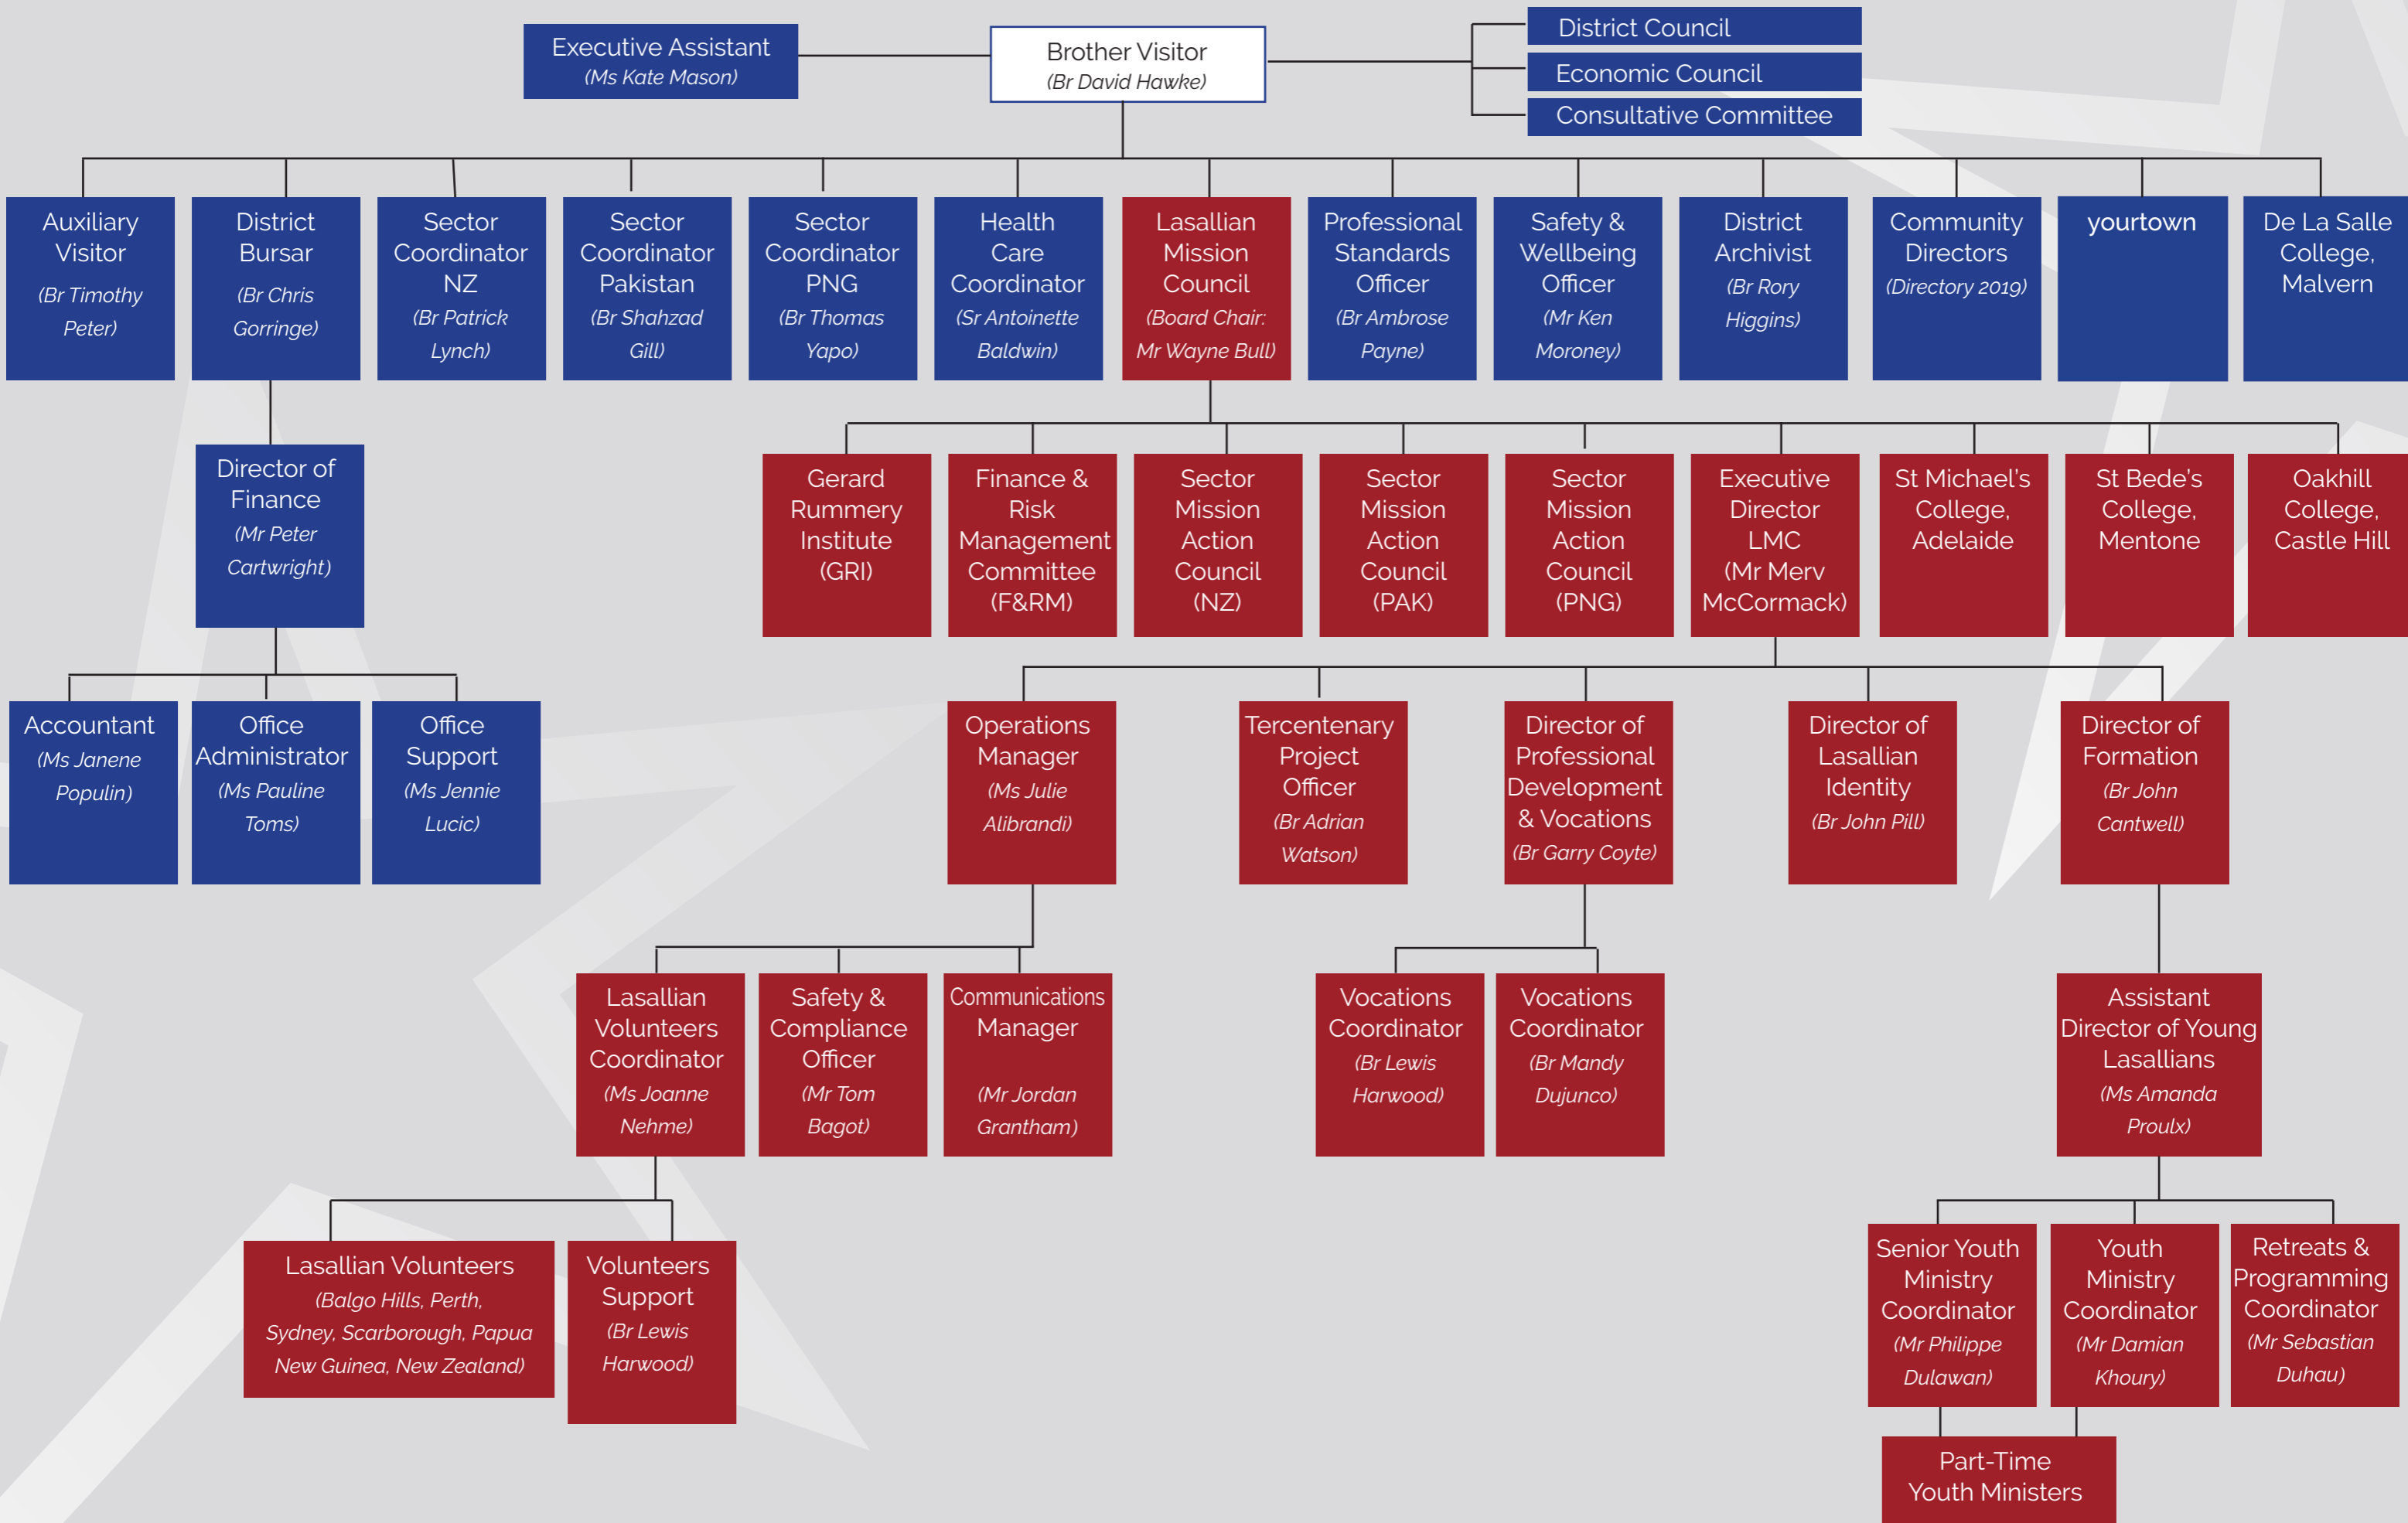 Executive Assistant
(Ms Kate Mason)
Brother Visitor
(Br David Hawke)
District Council
Economic Council
Consultative Committee
Auxiliary
Visitor
(Br Timothy
Peter)
District
Bursar
(Br Chris
Gorringe)
Sector
Coordinator
NZ
(Br Patrick
Lynch)
Sector
Coordinator
Pakistan
(Br Shahzad
Gill)
Sector
Coordinator
PNG
(Br Thomas
Yapo)
Health
Care
Coordinator
(Sr Antoinette
Baldwin)
Lasallian
Mission
Council
(Board Chair:
Mr Wayne Bull)
Professional
Standards
Officer
(Br Ambrose
Payne)
Safety &
Wellbeing
Officer
(Mr Ken
Moroney)
District
Archivist
(Br Rory
Higgins)
Community
Directors
(Directory 2019)
yourtown
De La Salle
College,
Malvern
Director of
Finance
(Mr Peter
Cartwright)
Gerard
Rummery
Institute
(GRI)
Finance &
Risk
Management
Committee
(F&RM)
Sector
Mission
Action
Council
(NZ)
Sector
Mission
Action
Council
(PAK)
Sector
Mission
Action
Council
(PNG)
Executive
Director
LMC
(Mr Merv
McCormack)
St Michael's
College,
Adelaide
St Bede's
College,
Mentone
Oakhill
College,
Castle Hill
Accountant
(Ms Janene
Populin)
Office
Administrator
(Ms Pauline
Toms)
Office
Support
(Ms Jennie
Lucic)
Operations
Manager
(Ms Julie
Alibrandi)
Tercentenary
Project
Officer
(Br Adrian
Watson)
Director of
Professional
Development
& Vocations
(Br Garry Coyte)
Director of
Lasallian
Identity
(Br John Pill)
Director of
Formation
(Br John
Cantwell)
Lasallian
Volunteers
Coordinator
(Ms Joanne
Nehme)
Safety &
Compliance
Officer
(Mr Tom
Bagot)
Communications
Manager
(Mr Jordan
Grantham)
Vocations
Coordinator
(Br Lewis
Harwood)
Vocations
Coordinator
(Br Mandy
Dujunco)
Assistant
Director of Young
Lasallians
(Ms Amanda
Proulx)
Lasallian Volunteers
(Balgo Hills, Perth,
Sydney, Scarborough, Papua
New Guinea, New Zealand)
Volunteers
Support
(Br Lewis
Harwood)
Senior Youth
Ministry
Coordinator
(Mr Philippe
Dulawan)
Youth
Ministry
Coordinator
(Mr Damian
Khoury)
Retreats &
Programming
Coordinator
(Mr Sebastian
Duhau)
Part-Time
Youth Ministers